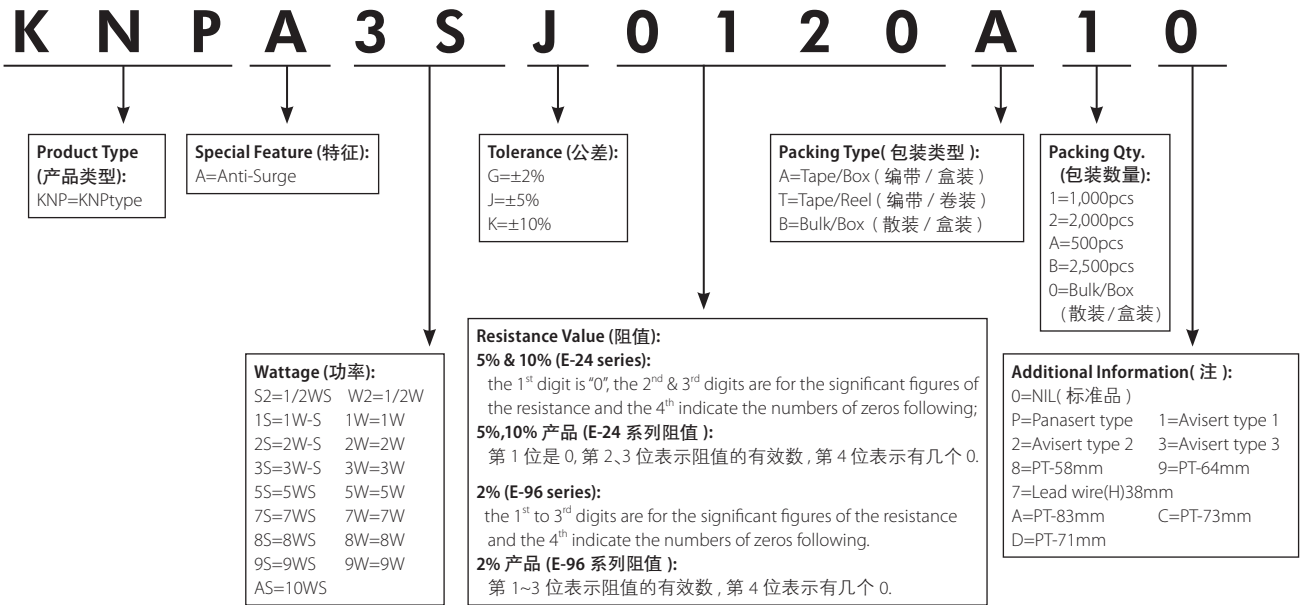 K N P A 3 S J 0 1 2 0 A 1 0
Product Type
(产品类型):
KNP=KNPtype
Special Feature (特征):
A=Anti-Surge
Tolerance (公差):
G=±2%
J=±5%
K=±10%
Packing Type( 包装类型 ):
A=Tape/Box ( 编带 / 盒装 )
T=Tape/Reel ( 编带 / 卷装 )
B=Bulk/Box ( 散装 / 盒装 )
Packing Qty.
(包装数量):
1=1,000pcs
2=2,000pcs
A=500pcs
B=2,500pcs
0=Bulk/Box
(散装 / 盒装)
Wattage (功率):
S2=1/2WS W2=1/2W
1S=1W-S 1W=1W
2S=2W-S 2W=2W
3S=3W-S 3W=3W
5S=5WS 5W=5W
7S=7WS 7W=7W
8S=8WS 8W=8W
9S=9WS 9W=9W
AS=10WS
Resistance Value (阻值):
5% & 10% (E-24 series):
the 1st digit is "0", the 2nd & 3rd digits are for the significant figures of
the resistance and the 4th indicate the numbers of zeros following;
5%,10% 产品 (E-24 系列阻值 ):
第 1 位是 0, 第 2、3 位表示阻值的有效数 , 第 4 位表示有几个 0.
2% (E-96 series):
the 1st to 3rd digits are for the significant figures of the resistance
and the 4th indicate the numbers of zeros following.
2% 产品 (E-96 系列阻值 ):
第 1~3 位表示阻值的有效数 , 第 4 位表示有几个 0.
Additional Information( 注 ):
0=NIL( 标准品 )
P=Panasert type 1=Avisert type 1
2=Avisert type 2 3=Avisert type 3
8=PT-58mm 9=PT-64mm
7=Lead wire(H)38mm
A=PT-83mm C=PT-73mm
D=PT-71mm